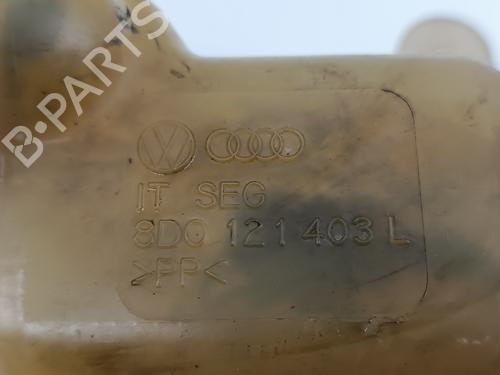 B-PARTS
IT SEG
8D0 121 403 L
>PP<